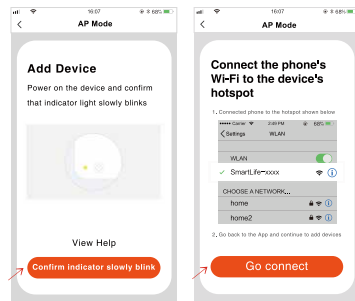 16:07
68%
AP Mode
Add Device
Power on the device and confirm
that indicator light slowly blinks
View Help
Confirm indicator slowly blink
16:07
68%
AP Mode
Connect the phone's
Wi-Fi to the device's
hotspot
1. Connected phone to the hotspot shown below
Carrier 2:49 PM 66%
Settings WLAN
WLAN
SmartLife-xxxx
CHOOSE A NETWORK...
home
home2
2. Go back to the App and continue to add devices
Go connect